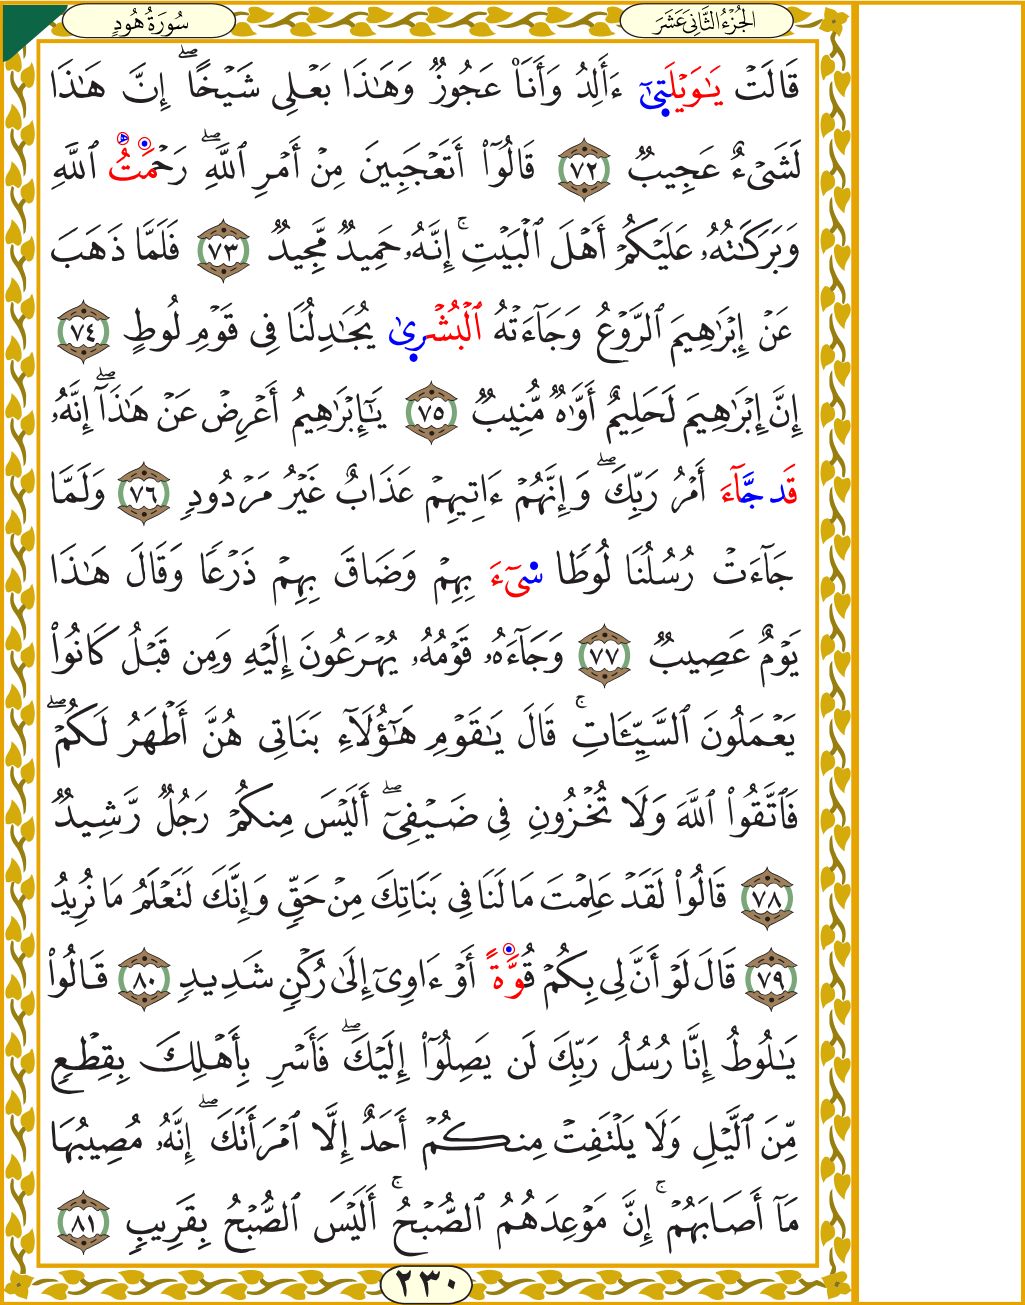 الجُزْءُ الثَّانِيَ عَشَرَ
سُورَةُ هُودٍ
قَالَتْ يَٰوَيْلَتِيٰٓ ءَأَلِدُ وَأَنَا۠ عَجُوزٌ وَهَٰذَا بَعْلِى شَيْخًا ۖ إِنَّ هَٰذَا
لَشَىْءٌ عَجِيبٌ ٧٢ قَالُوٓا۟ أَتَعْجَبِينَ مِنْ أَمْرِ ٱللَّهِ ۖ رَحْمَتُ ٱللَّهِ
وَبَرَكَٰتُهُۥ عَلَيْكُمْ أَهْلَ ٱلْبَيْتِ ۚ إِنَّهُۥ حَمِيدٌ مَّجِيدٌ ٧٣ فَلَمَّا ذَهَبَ
عَنْ إِبْرَٰهِيمَ ٱلرَّوْعُ وَجَآءَتْهُ ٱلْبُشْرِىٰ يُجَٰدِلُنَا فِى قَوْمِ لُوطٍ ٧٤
إِنَّ إِبْرَٰهِيمَ لَحَلِيمٌ أَوَّٰهٌ مُّنِيبٌ ٧٥ يَٰٓإِبْرَٰهِيمُ أَعْرِضْ عَنْ هَٰذَآ ۖ إِنَّهُۥ
قَد جَّآءَ أَمْرُ رَبِّكَ ۖ وَإِنَّهُمْ ءَاتِيهِمْ عَذَابٌ غَيْرُ مَرْدُودٍ ٧٦ وَلَمَّا
جَآءَتْ رُسُلُنَا لُوطًا سِىٓءَ بِهِمْ وَضَاقَ بِهِمْ ذَرْعًا وَقَالَ هَٰذَا
يَوْمٌ عَصِيبٌ ٧٧ وَجَآءَهُۥ قَوْمُهُۥ يُهْرَعُونَ إِلَيْهِ وَمِن قَبْلُ كَانُوا۟
يَعْمَلُونَ ٱلسَّيِّـَٔاتِ ۚ قَالَ يَٰقَوْمِ هَٰٓؤُلَآءِ بَنَاتِى هُنَّ أَطْهَرُ لَكُمْ ۖ
فَٱتَّقُوا۟ ٱللَّهَ وَلَا تُخْزُونِ فِى ضَيْفِىٓ ۖ أَلَيْسَ مِنكُمْ رَجُلٌ رَّشِيدٌ
٧٨ قَالُوا۟ لَقَدْ عَلِمْتَ مَا لَنَا فِى بَنَاتِكَ مِنْ حَقٍّ وَإِنَّكَ لَتَعْلَمُ مَا نُرِيدُ
٧٩ قَالَ لَوْ أَنَّ لِى بِكُمْ قُوَّةً أَوْ ءَاوِىٓ إِلَىٰ رُكْنٍ شَدِيدٍ ٨٠ قَالُوا۟
يَٰلُوطُ إِنَّا رُسُلُ رَبِّكَ لَن يَصِلُوٓا۟ إِلَيْكَ ۖ فَأَسْرِ بِأَهْلِكَ بِقِطْعٍ
مِّنَ ٱلَّيْلِ وَلَا يَلْتَفِتْ مِنكُمْ أَحَدٌ إِلَّا ٱمْرَأَتَكَ ۖ إِنَّهُۥ مُصِيبُهَا
مَآ أَصَابَهُمْ ۚ إِنَّ مَوْعِدَهُمُ ٱلصُّبْحُ ۚ أَلَيْسَ ٱلصُّبْحُ بِقَرِيبٍ ٨١
٢٣٠